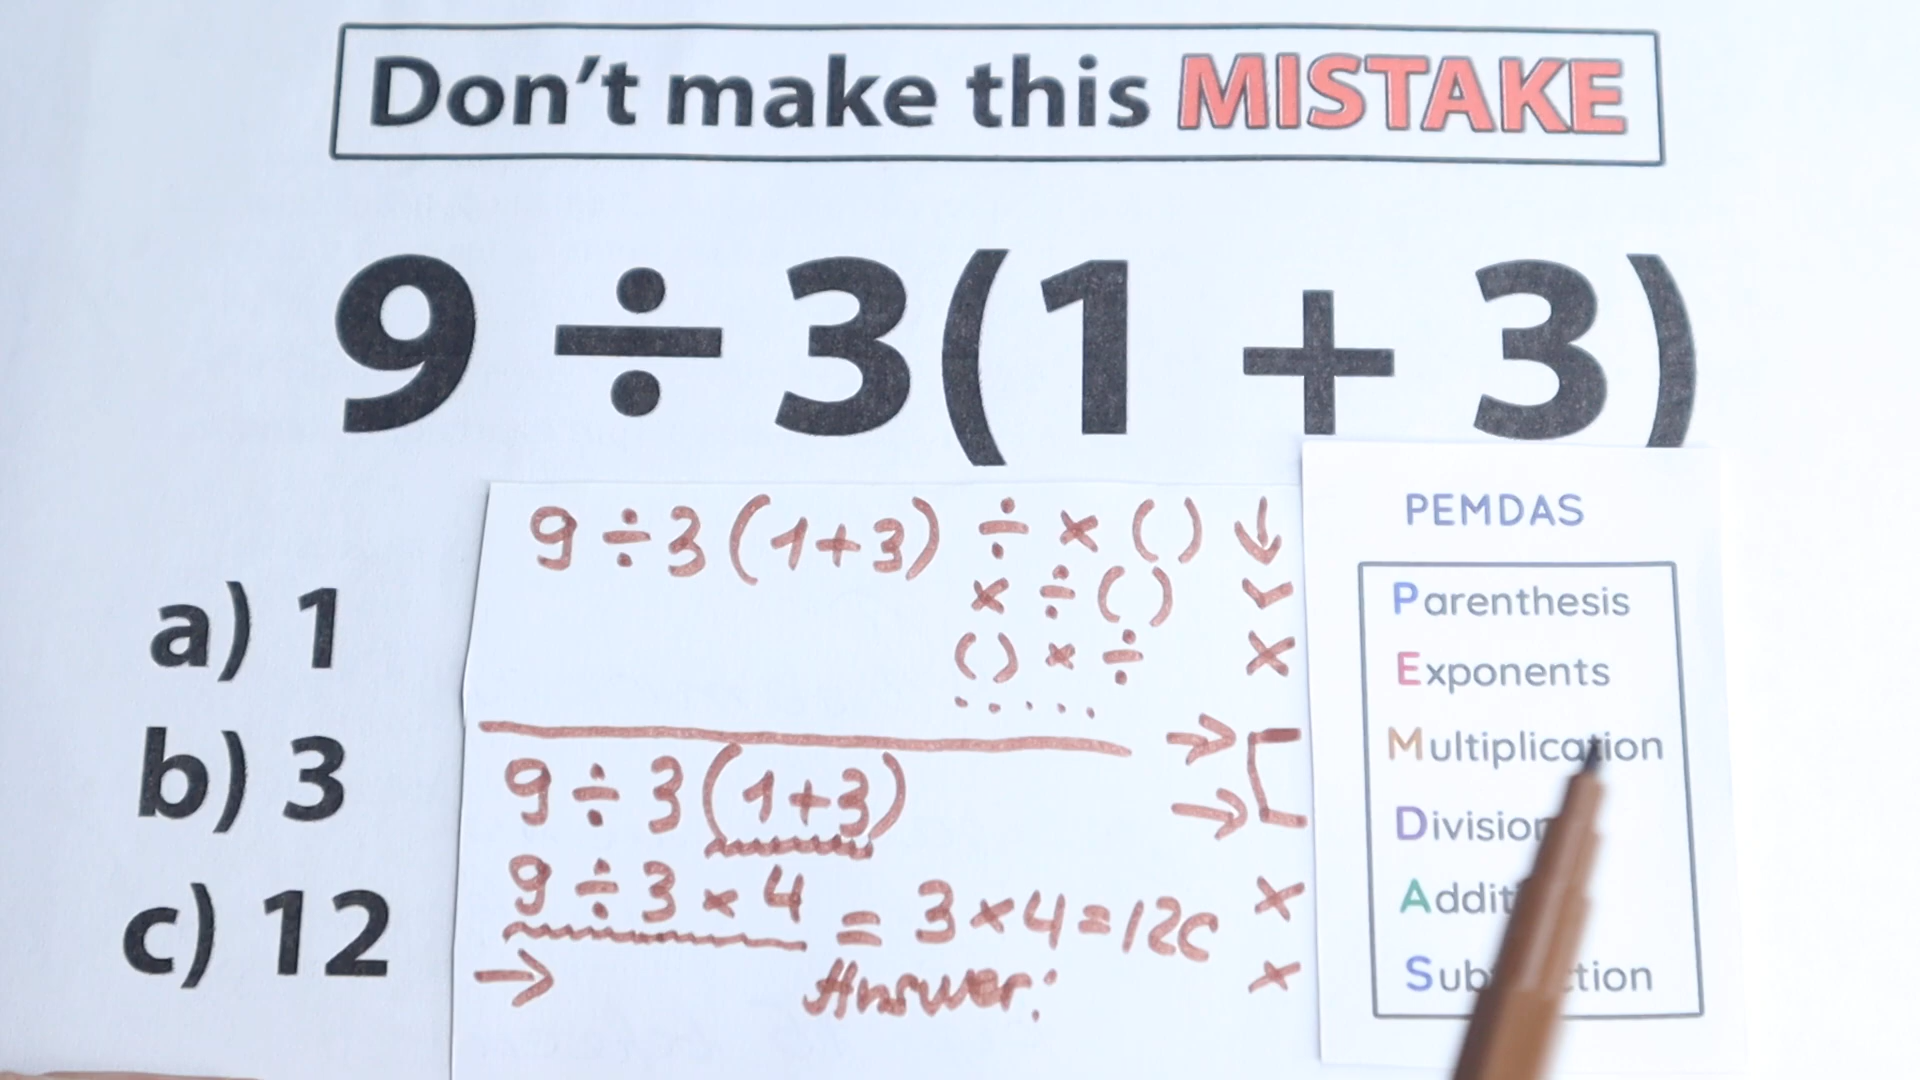 Don't make this MISTAKE
9 ÷ 3(1 + 3)
a) 1
b) 3
c) 12
9 ÷ 3 (1+3)
÷ × ( ) ↓
× ÷ ( ) <
( ) × ÷ ×
. . . . .
9 ÷ 3 (1+3)
9 ÷ 3 × 4 = 3 × 4 = 12c
→
Answer:
→ [
→
×
×
PEMDAS
Parenthesis
Exponents
Multiplication
Division
Addit
Sub tion